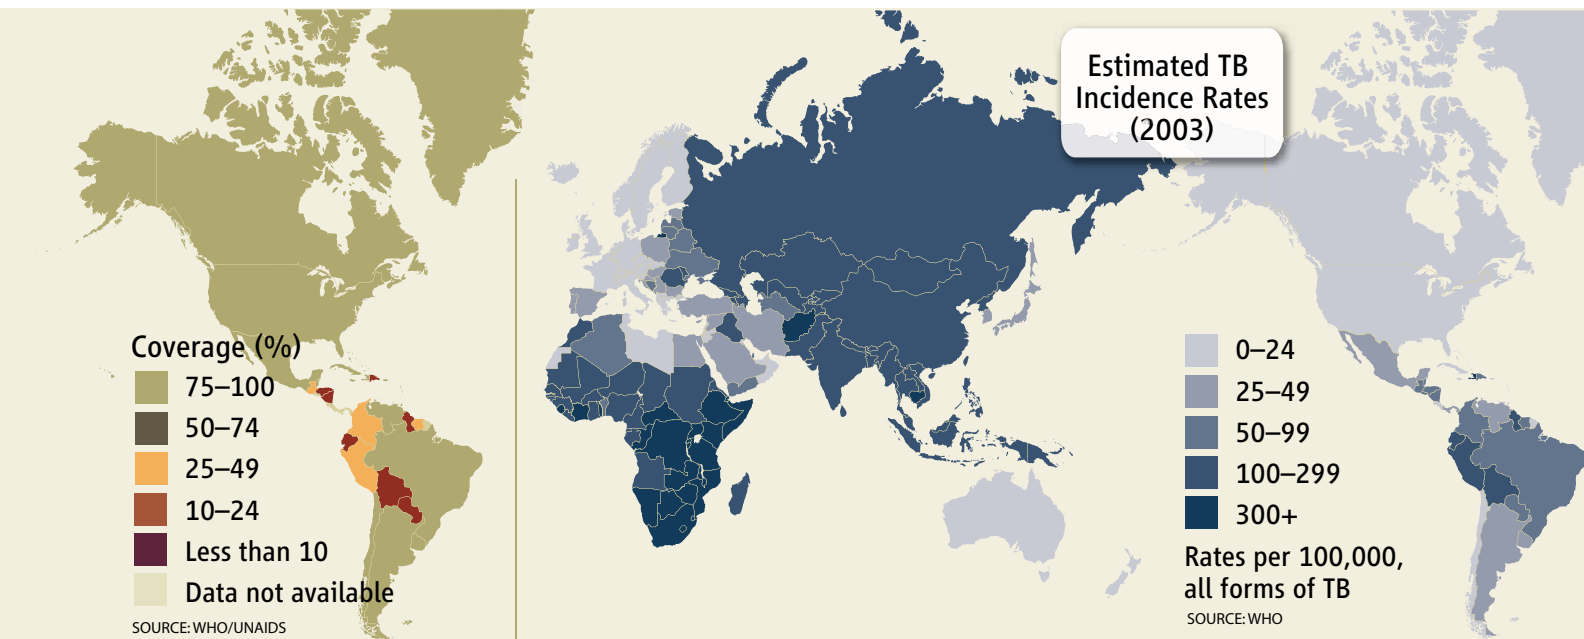 Coverage (%)
75–100
50–74
25–49
10–24
Less than 10
Data not available
SOURCE: WHO/UNAIDS
Estimated TB
Incidence Rates
(2003)
0–24
25–49
50–99
100–299
300+
Rates per 100,000,
all forms of TB
SOURCE: WHO